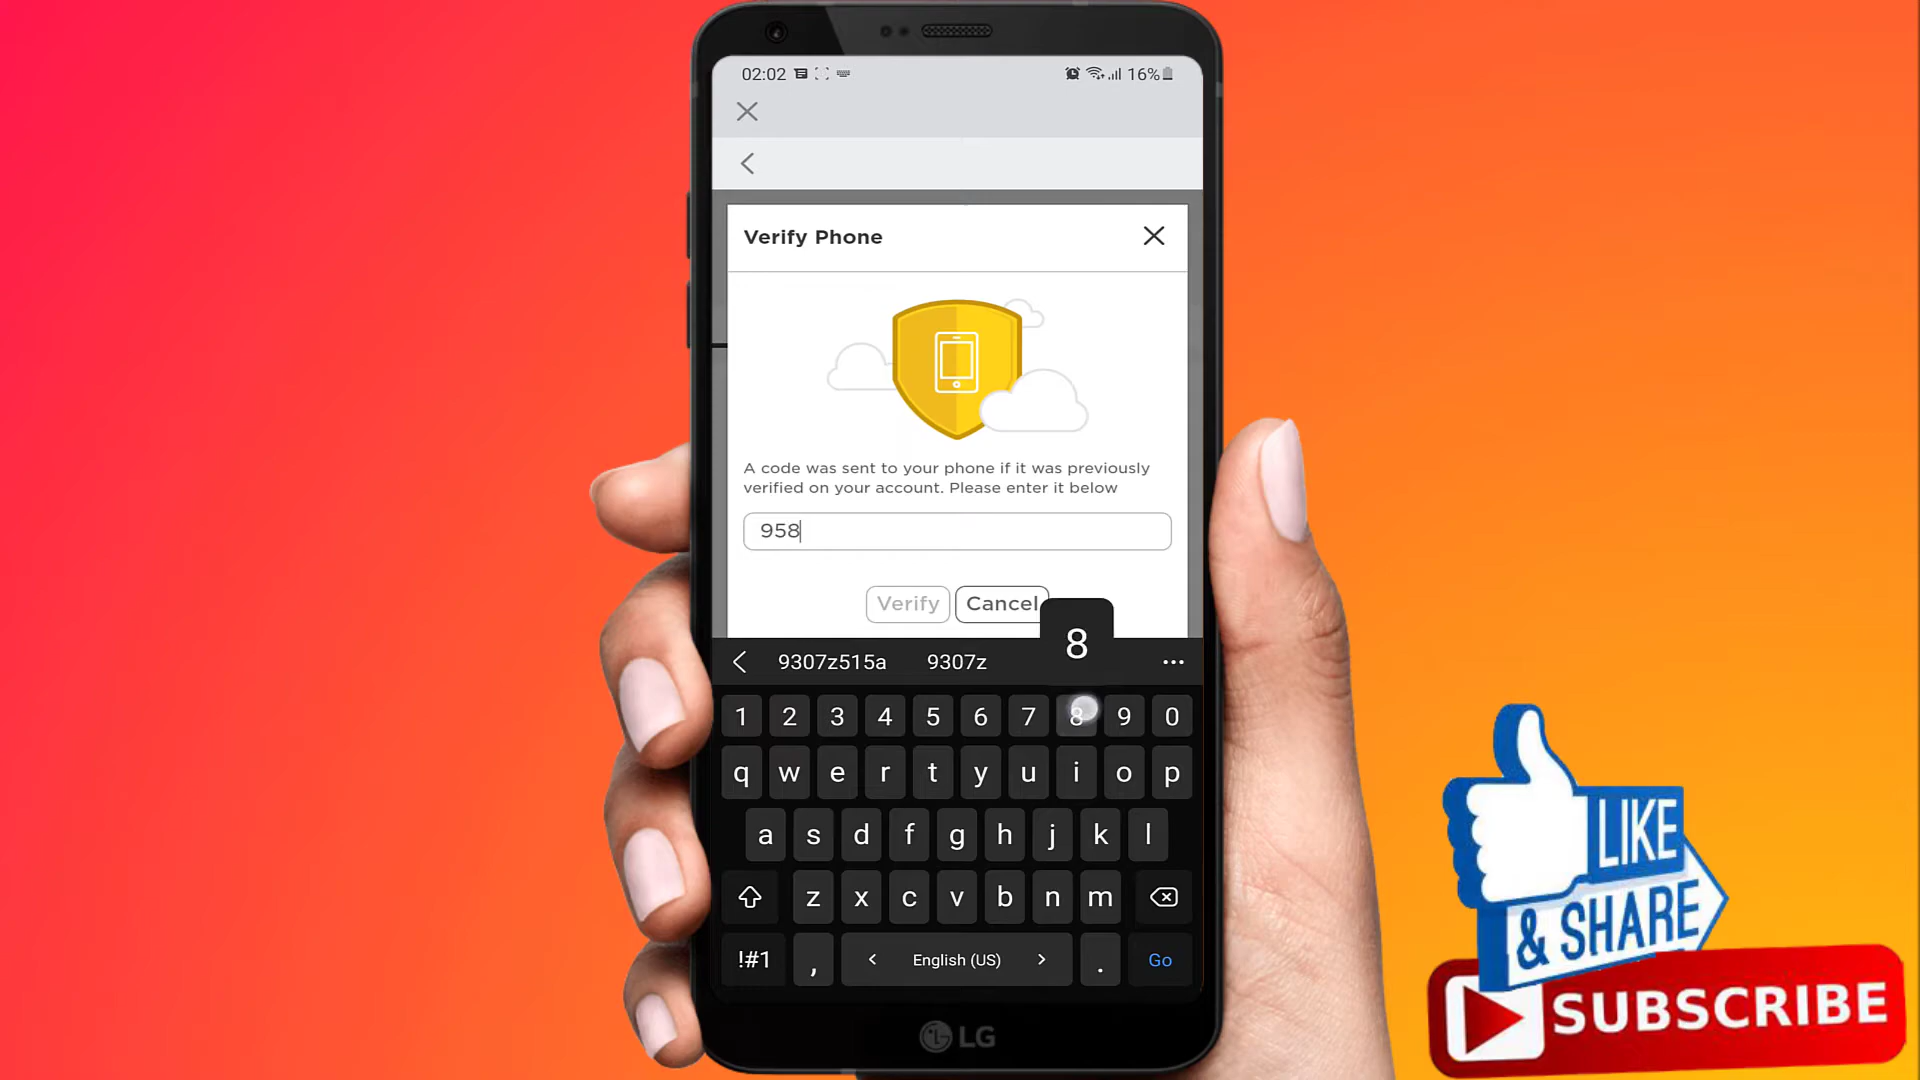 02:02
16%
Verify Phone
A code was sent to your phone if it was previously
verified on your account. Please enter it below
958
Verify Cancel
8
9307z515a 9307z
1 2 3 4 5 6 7 8 9 0
q w e r t y u i o p
a s d f g h j k l
z x c v b n m
!#1 , < English (US) > . Go
LG
LIKE
& SHARE
SUBSCRIBE